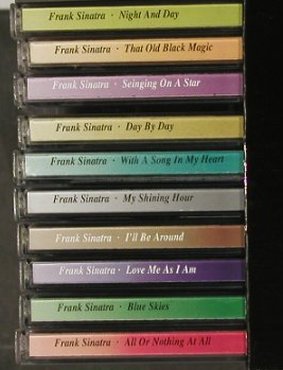 Frank Sinatra · Night And Day
Frank Sinatra · That Old Black Magic
Frank Sinatra · Seinging On A Star
Frank Sinatra · Day By Day
Frank Sinatra · With A Song In My Heart
Frank Sinatra · My Shining Hour
Frank Sinatra · I'll Be Around
Frank Sinatra · Love Me As I Am
Frank Sinatra · Blue Skies
Frank Sinatra · All Or Nothing At All